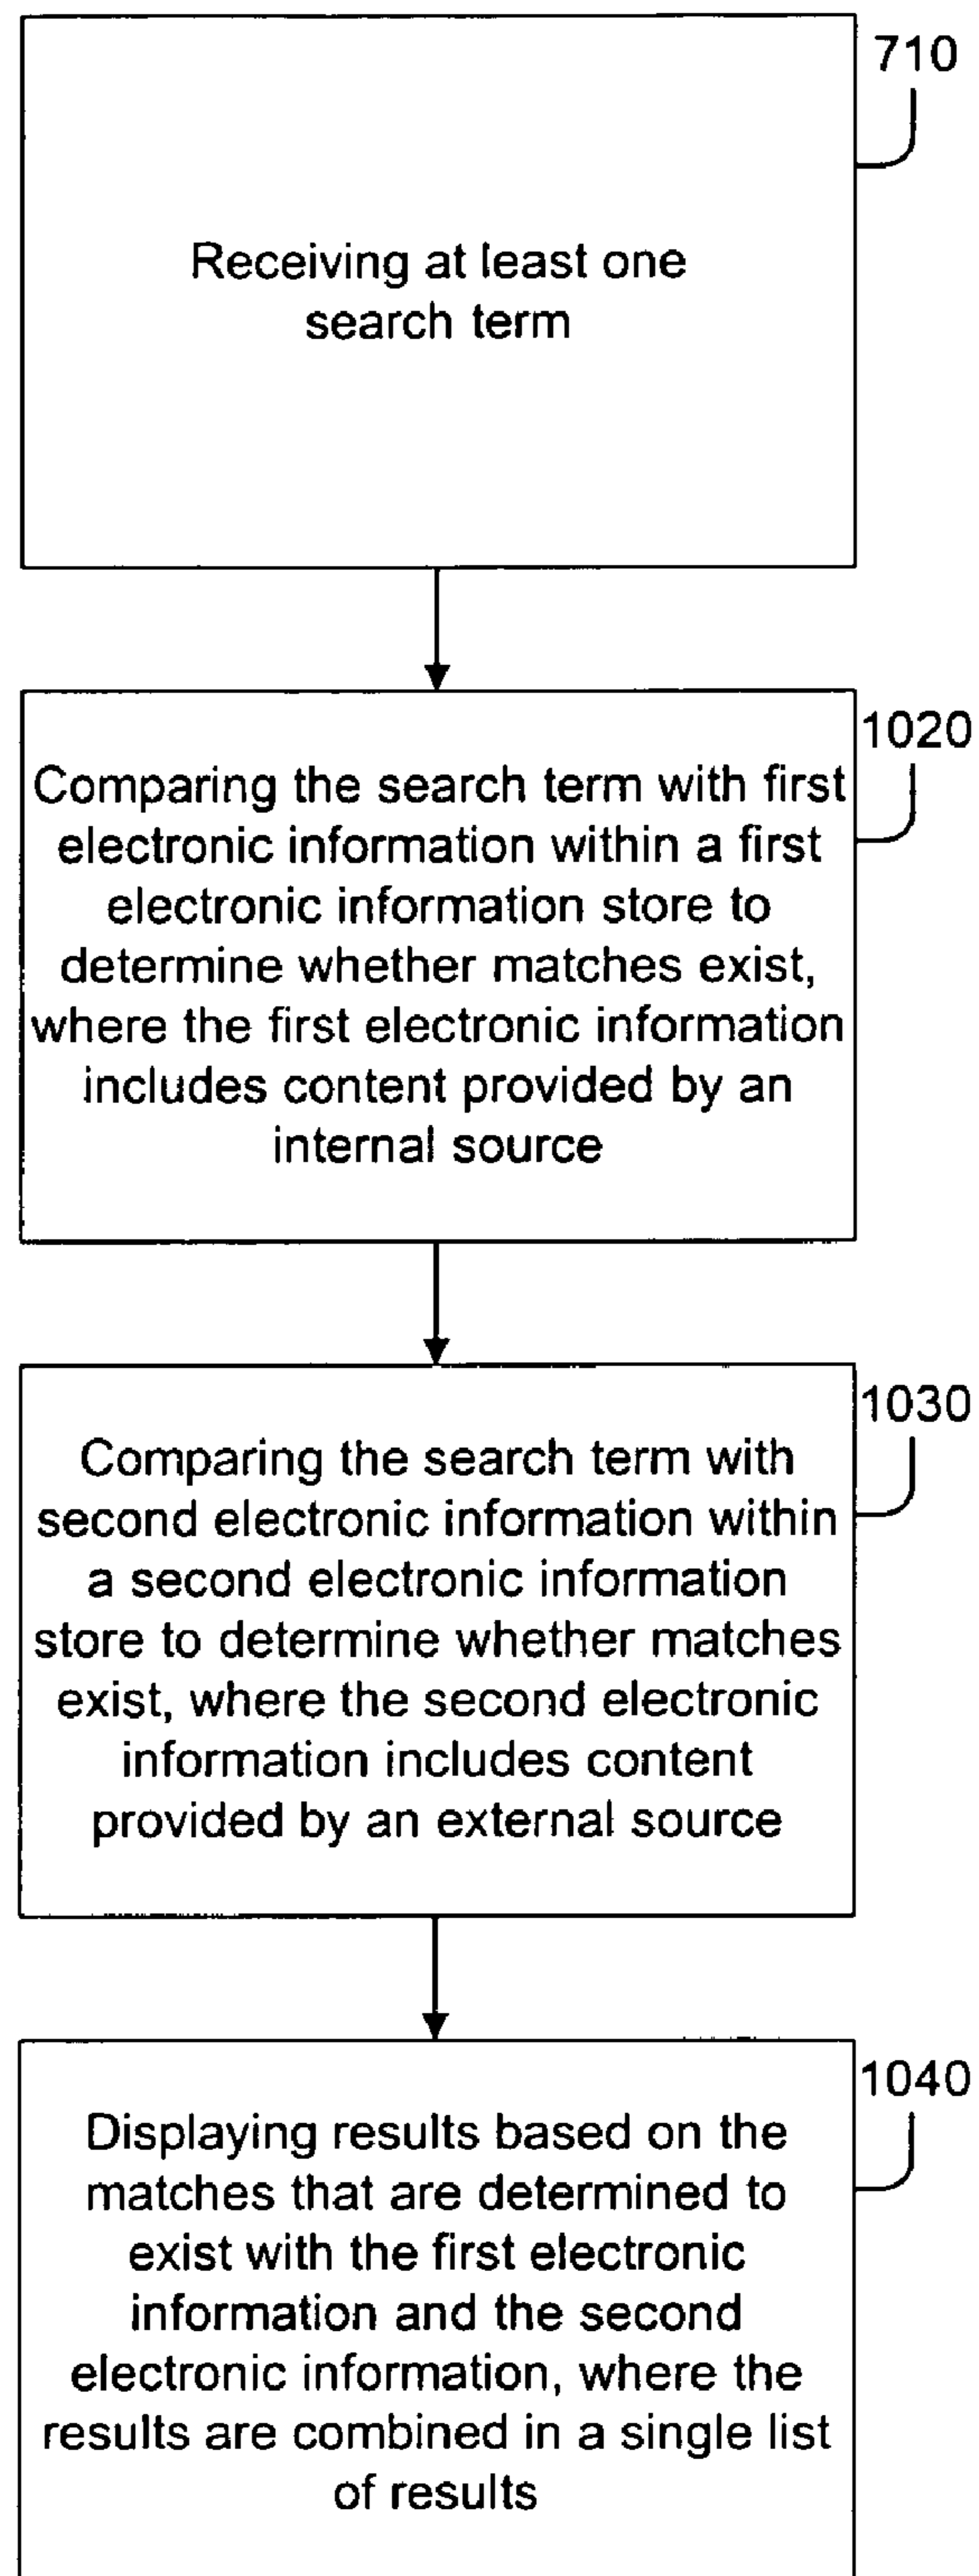 710
Receiving at least one
search term
1020
Comparing the search term with first
electronic information within a first
electronic information store to
determine whether matches exist,
where the first electronic information
includes content provided by an
internal source
1030
Comparing the search term with
second electronic information within
a second electronic information
store to determine whether matches
exist, where the second electronic
information includes content
provided by an external source
1040
Displaying results based on the
matches that are determined to
exist with the first electronic
information and the second
electronic information, where the
results are combined in a single list
of results